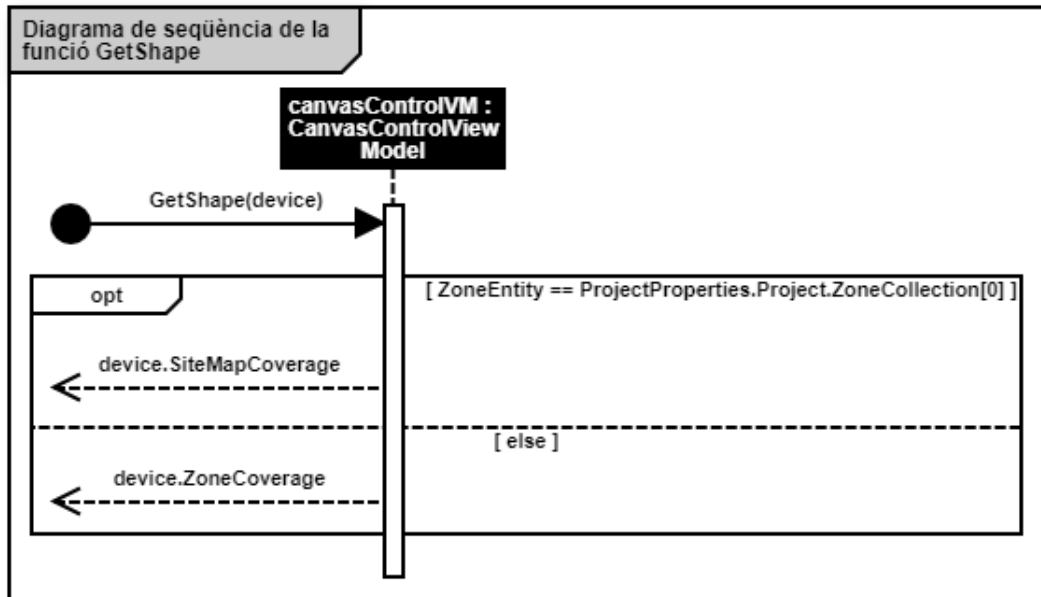 Diagrama de seqüència de la
funció GetShape
canvasControlVM :
CanvasControlView
Model
GetShape(device)
opt
[ ZoneEntity == ProjectProperties.Project.ZoneCollection[0] ]
device.SiteMapCoverage
[ else ]
device.ZoneCoverage